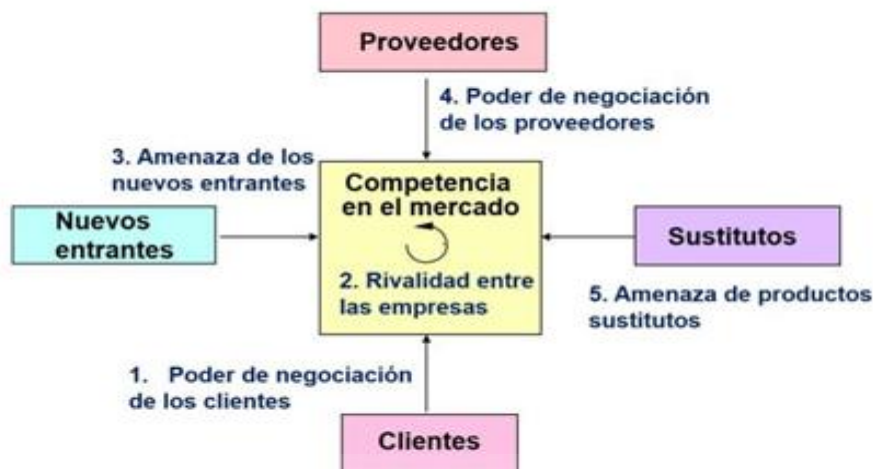 Proveedores
4. Poder de negociación
de los proveedores
3. Amenaza de los
nuevos entrantes
Competencia
en el mercado
Nuevos
entrantes
Sustitutos
2. Rivalidad entre
las empresas
5. Amenaza de productos
sustitutos
1. Poder de negociación
de los clientes
Clientes